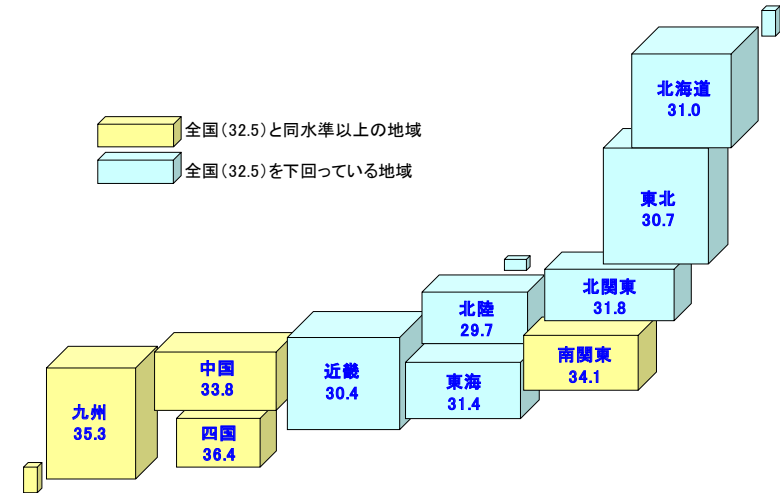 北海道
31.0
全国(32.5)と同水準以上の地域
全国(32.5)を下回っている地域
東北
30.7
北関東
31.8
北陸
29.7
南関東
34.1
中国
33.8
近畿
30.4
東海
31.4
九州
35.3
四国
36.4